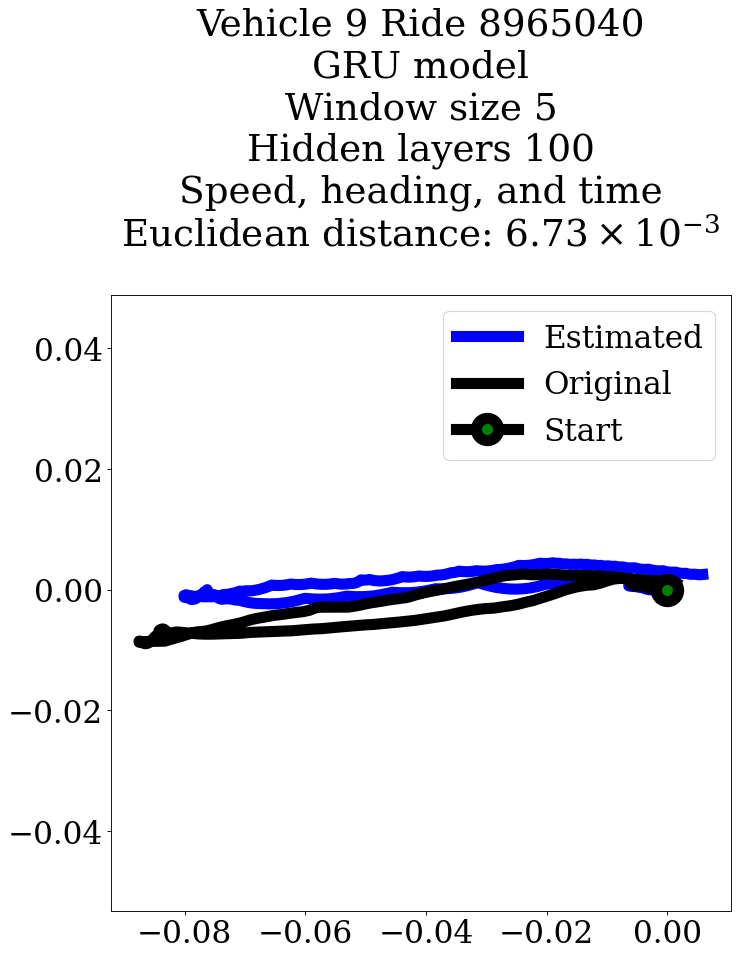 Vehicle 9 Ride 8965040
GRU model
Window size 5
Hidden layers 100
Speed, heading, and time
Euclidean distance: 6.73 × 10⁻³
Estimated
Original
Start
0.04
0.02
0.00
−0.02
−0.04
−0.08 −0.06 −0.04 −0.02 0.00